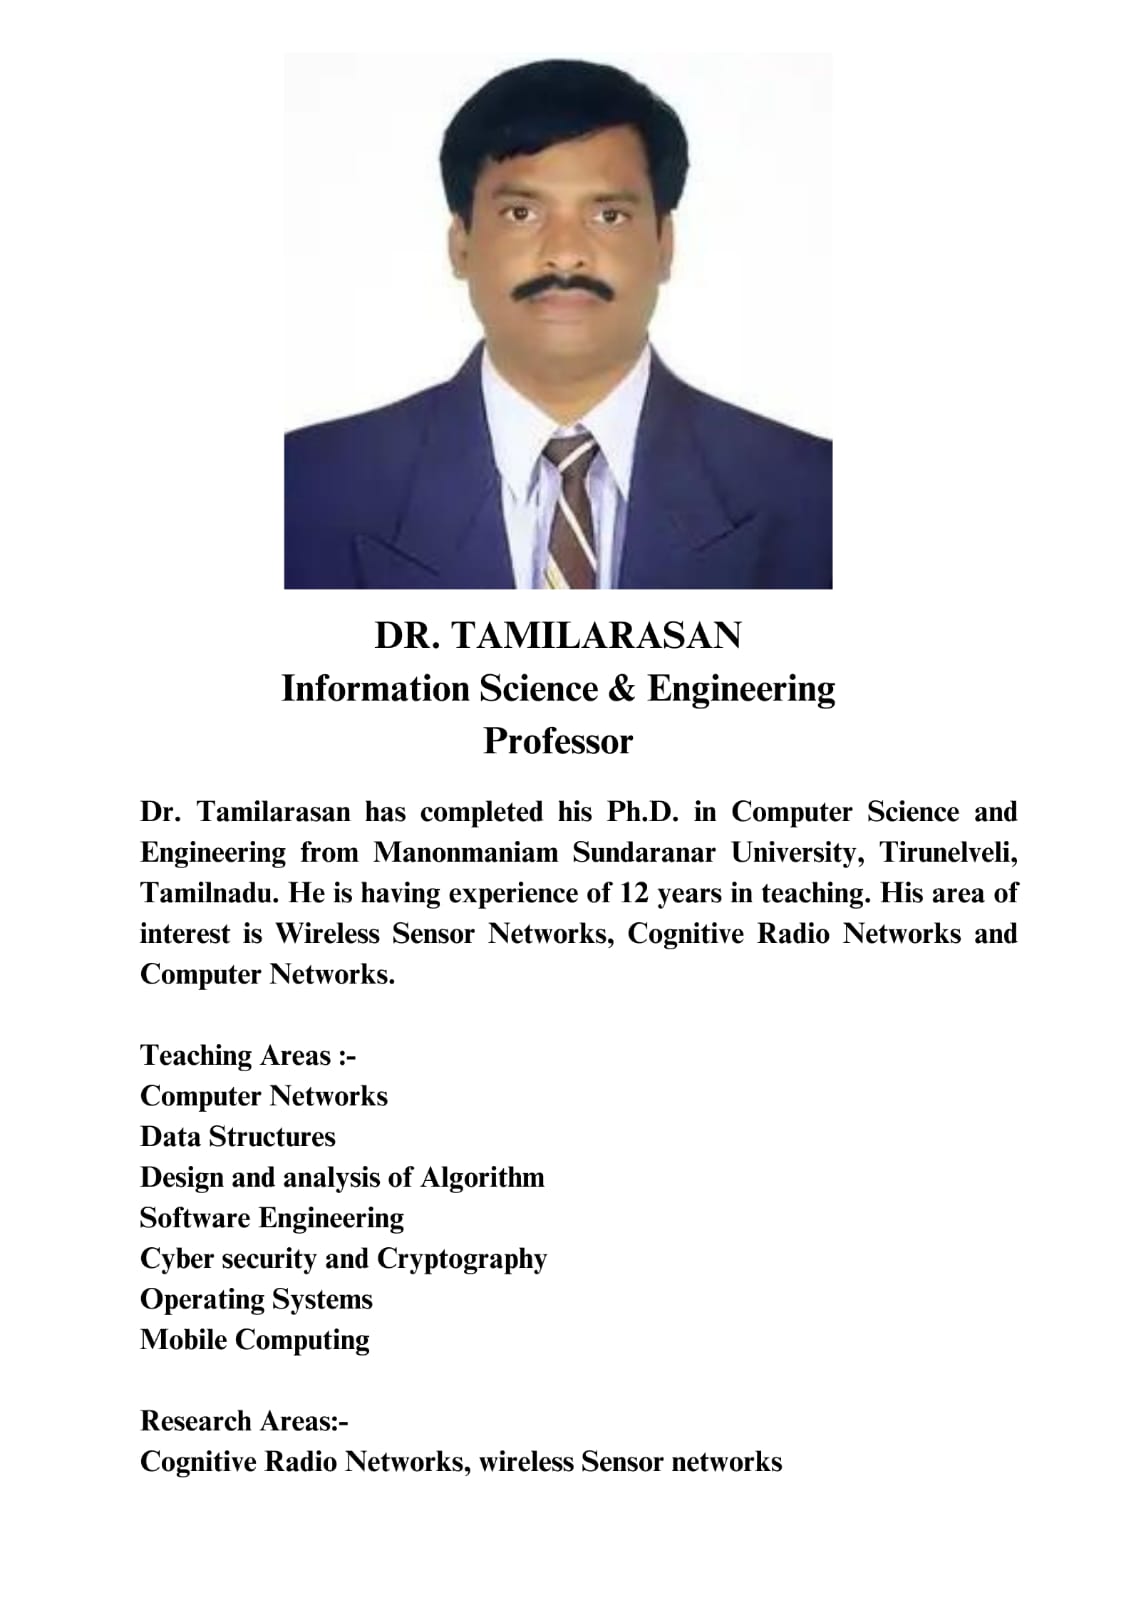 DR. TAMILARASAN
Information Science & Engineering
Professor
Dr. Tamilarasan has completed his Ph.D. in Computer Science and
Engineering from Manonmaniam Sundaranar University, Tirunelveli,
Tamilnadu. He is having experience of 12 years in teaching. His area of
interest is Wireless Sensor Networks, Cognitive Radio Networks and
Computer Networks.
Teaching Areas :-
Computer Networks
Data Structures
Design and analysis of Algorithm
Software Engineering
Cyber security and Cryptography
Operating Systems
Mobile Computing
Research Areas:-
Cognitive Radio Networks, wireless Sensor networks